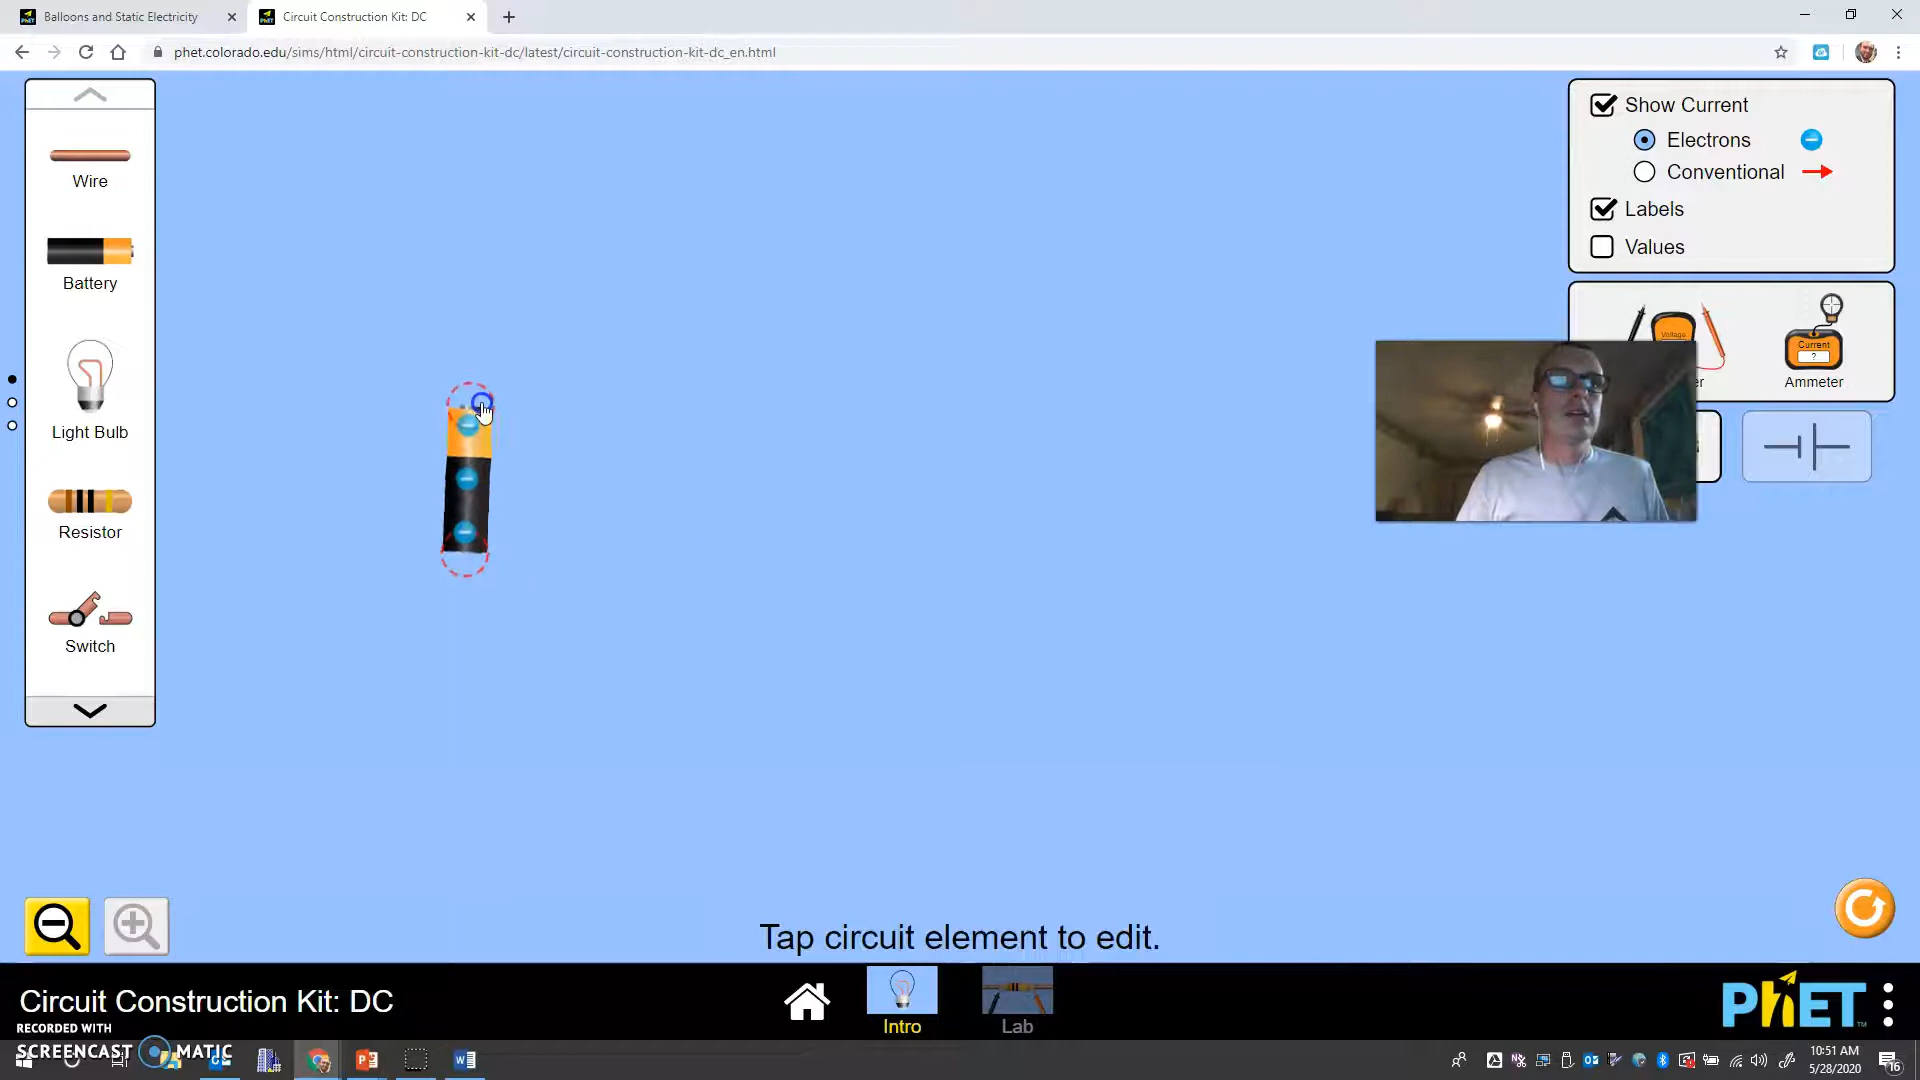 Balloons and Static Electricity
Circuit Construction Kit: DC
phet.colorado.edu/sims/html/circuit-construction-kit-dc/latest/circuit-construction-kit-dc_en.html
Wire
Battery
Light Bulb
Resistor
Switch
Show Current
Electrons
Conventional
Labels
Values
Voltage
Current
?
Ammeter
Tap circuit element to edit.
Circuit Construction Kit: DC
Intro
Lab
PhET
TM
RECORDED WITH
SCREENCAST MATIC
10:51 AM
5/28/2020
16